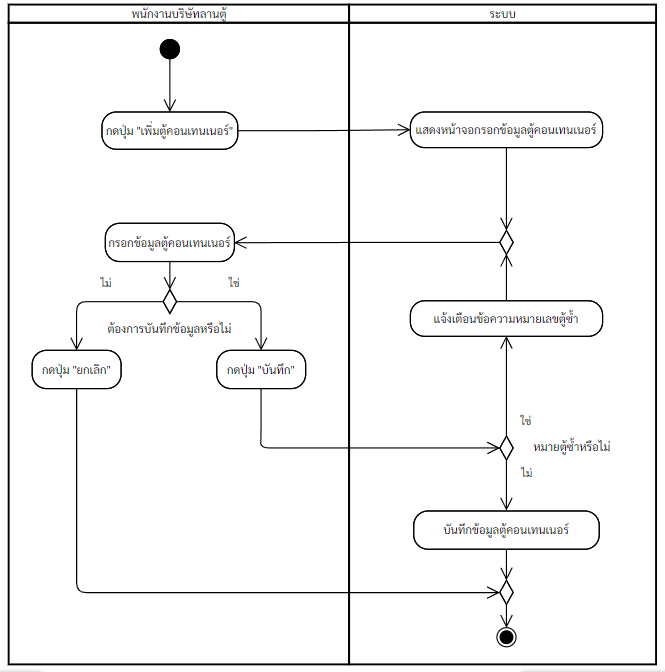 พนักงานบริษัทลานตู้
ระบบ
กดปุ่ม "เพิ่มตู้คอนเทนเนอร์"
แสดงหน้าจอกรอกข้อมูลตู้คอนเทนเนอร์
กรอกข้อมูลตู้คอนเทนเนอร์
ไม่
ใช่
ต้องการบันทึกข้อมูลหรือไม่
แจ้งเตือนข้อความหมายเลขตู้ซ้ำ
กดปุ่ม "ยกเลิก"
กดปุ่ม "บันทึก"
ใช่
หมายตู้ซ้ำหรือไม่
ไม่
บันทึกข้อมูลตู้คอนเทนเนอร์